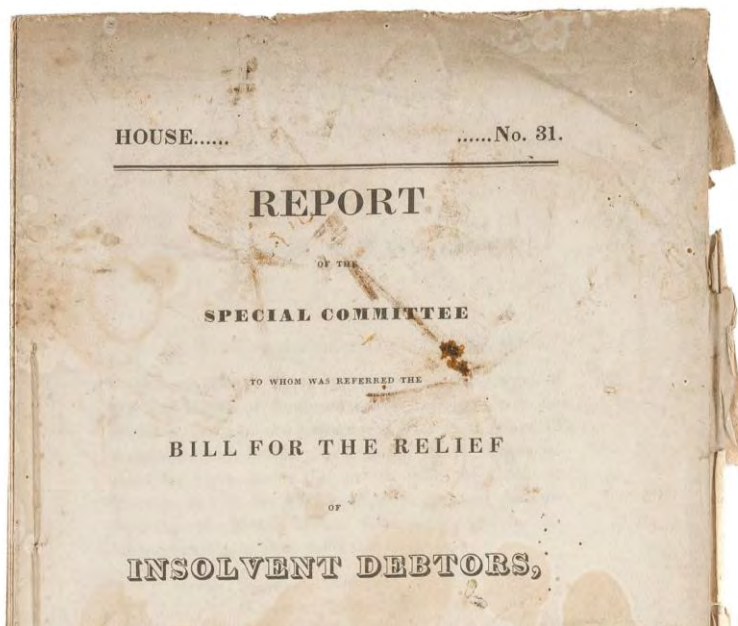 HOUSE...... ......No. 31.
REPORT
OF THE
SPECIAL COMMITTEE
TO WHOM WAS REFERRED THE
BILL FOR THE RELIEF
OF
INSOLVENT DEBTORS,